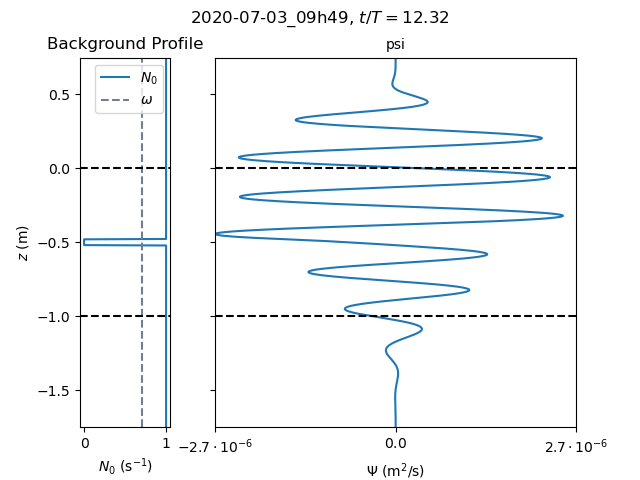 2020-07-03_09h49, t/T = 12.32
Background Profile
psi
N₀
ω
0.5
0.0
−0.5
−1.0
−1.5
z (m)
0
1
N₀ (s⁻¹)
−2.7 · 10⁻⁶
0.0
2.7 · 10⁻⁶
Ψ (m²/s)